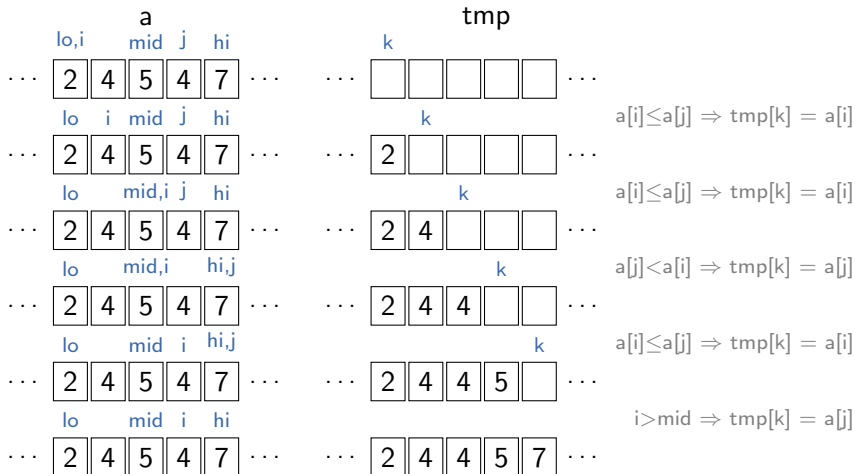 a tmp
lo,i mid j hi k
··· 2 4 5 4 7 ··· ··· ···
a[i]≤a[j] ⇒ tmp[k] = a[i]
lo i mid j hi k
··· 2 4 5 4 7 ··· ··· 2 ···
a[i]≤a[j] ⇒ tmp[k] = a[i]
lo mid,i j hi k
··· 2 4 5 4 7 ··· ··· 2 4 ···
a[j]<a[i] ⇒ tmp[k] = a[j]
lo mid,i hi,j k
··· 2 4 5 4 7 ··· ··· 2 4 4 ···
a[i]≤a[j] ⇒ tmp[k] = a[i]
lo mid i hi,j k
··· 2 4 5 4 7 ··· ··· 2 4 4 5 ···
i>mid ⇒ tmp[k] = a[j]
lo mid i hi
··· 2 4 5 4 7 ··· ··· 2 4 4 5 7 ···